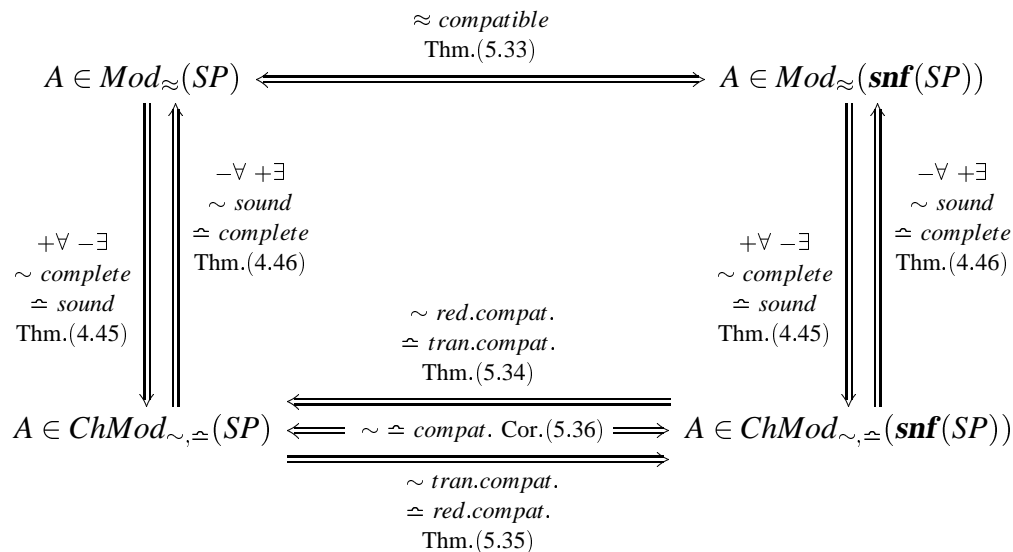 ≈ compatible
Thm.(5.33)
A ∈ Mod≈(SP)
A ∈ Mod≈(snf(SP))
+∀ −∃
∼ complete
≏ sound
Thm.(4.45)
−∀ +∃
∼ sound
≏ complete
Thm.(4.46)
+∀ −∃
∼ complete
≏ sound
Thm.(4.45)
−∀ +∃
∼ sound
≏ complete
Thm.(4.46)
∼ red.compat.
≏ tran.compat.
Thm.(5.34)
A ∈ ChMod∼,≏(SP)
∼ ≏ compat. Cor.(5.36)
A ∈ ChMod∼,≏(snf(SP))
∼ tran.compat.
≏ red.compat.
Thm.(5.35)